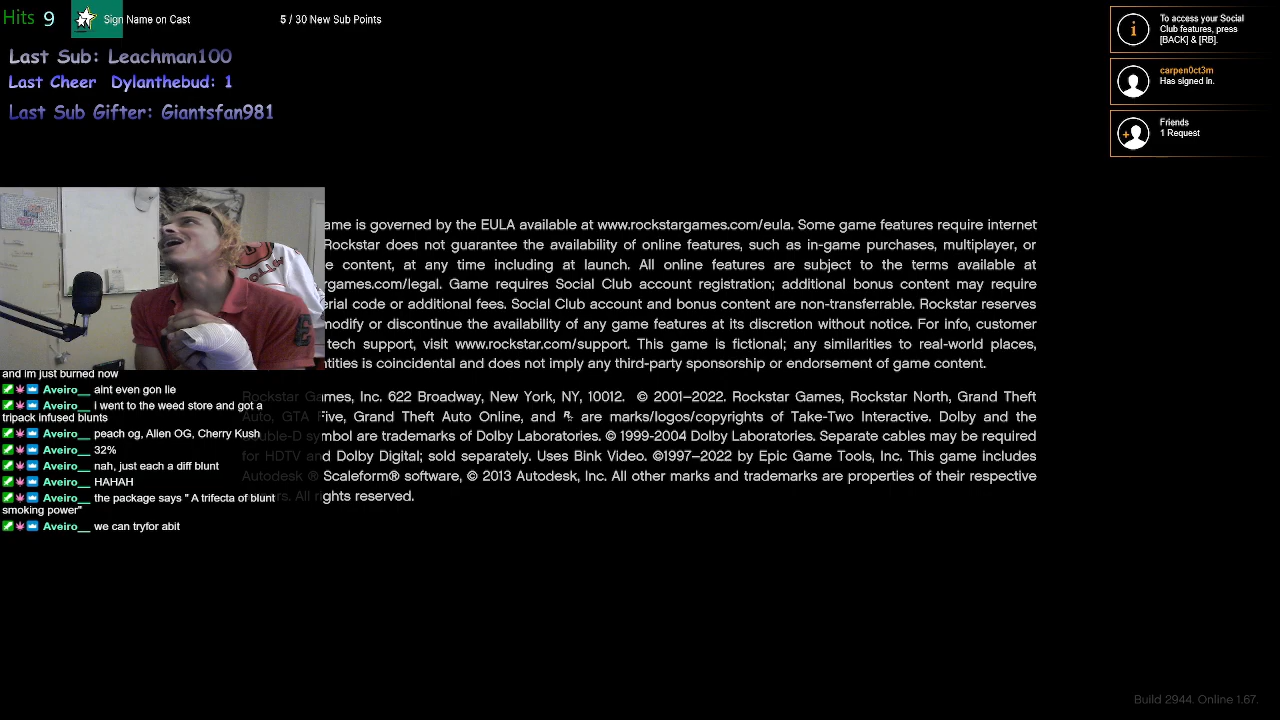 Hits 9
Sign Name on Cast
5 / 30 New Sub Points
Last Sub: Leachman100
Last Cheer Dylanthebud: 1
Last Sub Gifter: Giantsfan981
To access your Social
Club features, press
[BACK] & [RB].
carpen0ct3m
Has signed in.
Friends
1 Request
ame is governed by the EULA available at www.rockstargames.com/eula. Some game features require internet
Rockstar does not guarantee the availability of online features, such as in-game purchases, multiplayer, or
e content, at any time including at launch. All online features are subject to the terms available at
rgames.com/legal. Game requires Social Club account registration; additional bonus content may require
rial code or additional fees. Social Club account and bonus content are non-transferrable. Rockstar reserves
modify or discontinue the availability of any game features at its discretion without notice. For info, customer
tech support, visit www.rockstar.com/support. This game is fictional; any similarities to real-world places,
ntities is coincidental and does not imply any third-party sponsorship or endorsement of game content.
Rockstar Games, Inc. 622 Broadway, New York, NY, 10012. © 2001–2022. Rockstar Games, Rockstar North, Grand Theft
Auto, GTA Five, Grand Theft Auto Online, and are marks/logos/copyrights of Take-Two Interactive. Dolby and the
double-D symbol are trademarks of Dolby Laboratories. © 1999-2004 Dolby Laboratories. Separate cables may be required
for HDTV and Dolby Digital; sold separately. Uses Bink Video. ©1997–2022 by Epic Game Tools, Inc. This game includes
Autodesk ® Scaleform® software, © 2013 Autodesk, Inc. All other marks and trademarks are properties of their respective
rs. All rights reserved.
and im just burned now
Aveiro__ aint even gon lie
Aveiro__ i went to the weed store and got a
tripack infused blunts
Aveiro__ peach og, Alien OG, Cherry Kush
Aveiro__ 32%
Aveiro__ nah, just each a diff blunt
Aveiro__ HAHAH
Aveiro__ the package says " A trifecta of blunt
smoking power"
Aveiro__ we can tryfor abit
Build 2944. Online 1.67.